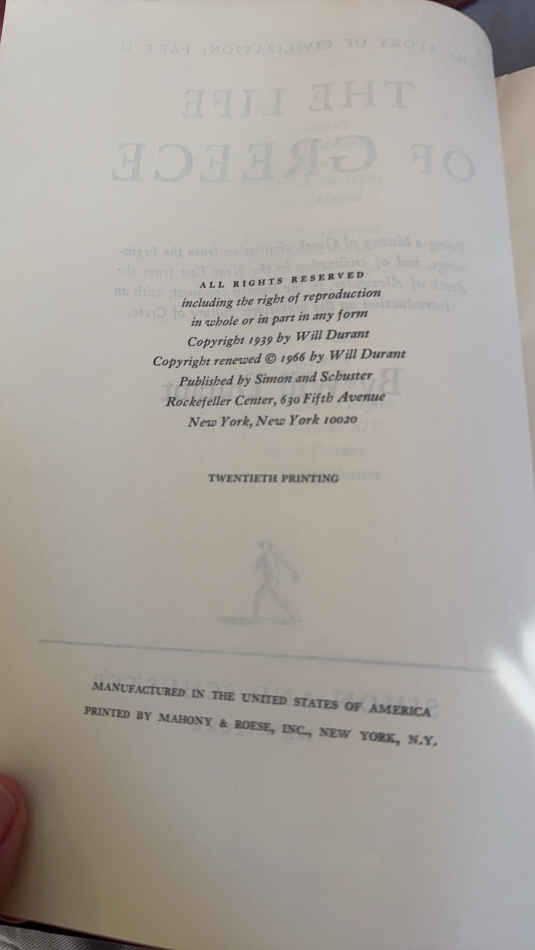 ALL RIGHTS RESERVED
including the right of reproduction
in whole or in part in any form
Copyright 1939 by Will Durant
Copyright renewed © 1966 by Will Durant
Published by Simon and Schuster
Rockefeller Center, 630 Fifth Avenue
New York, New York 10020
TWENTIETH PRINTING
MANUFACTURED IN THE UNITED STATES OF AMERICA
PRINTED BY MAHONY & ROESE, INC., NEW YORK, N.Y.